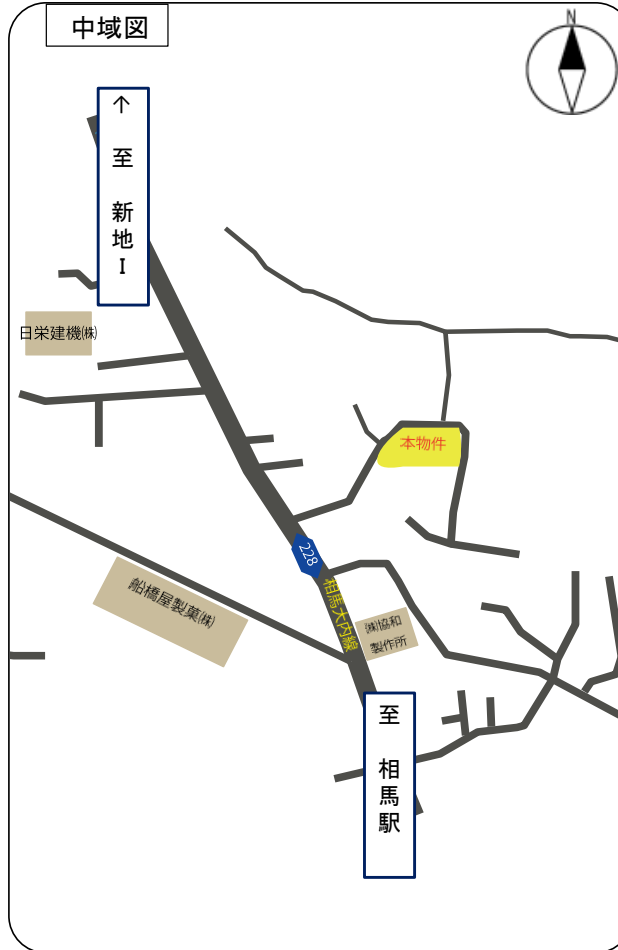 中域図
N
↑ 至 新地I
日栄建機㈱
本物件
228
相馬大内線
船橋屋製菓㈱
㈱協和
製作所
至 相馬駅